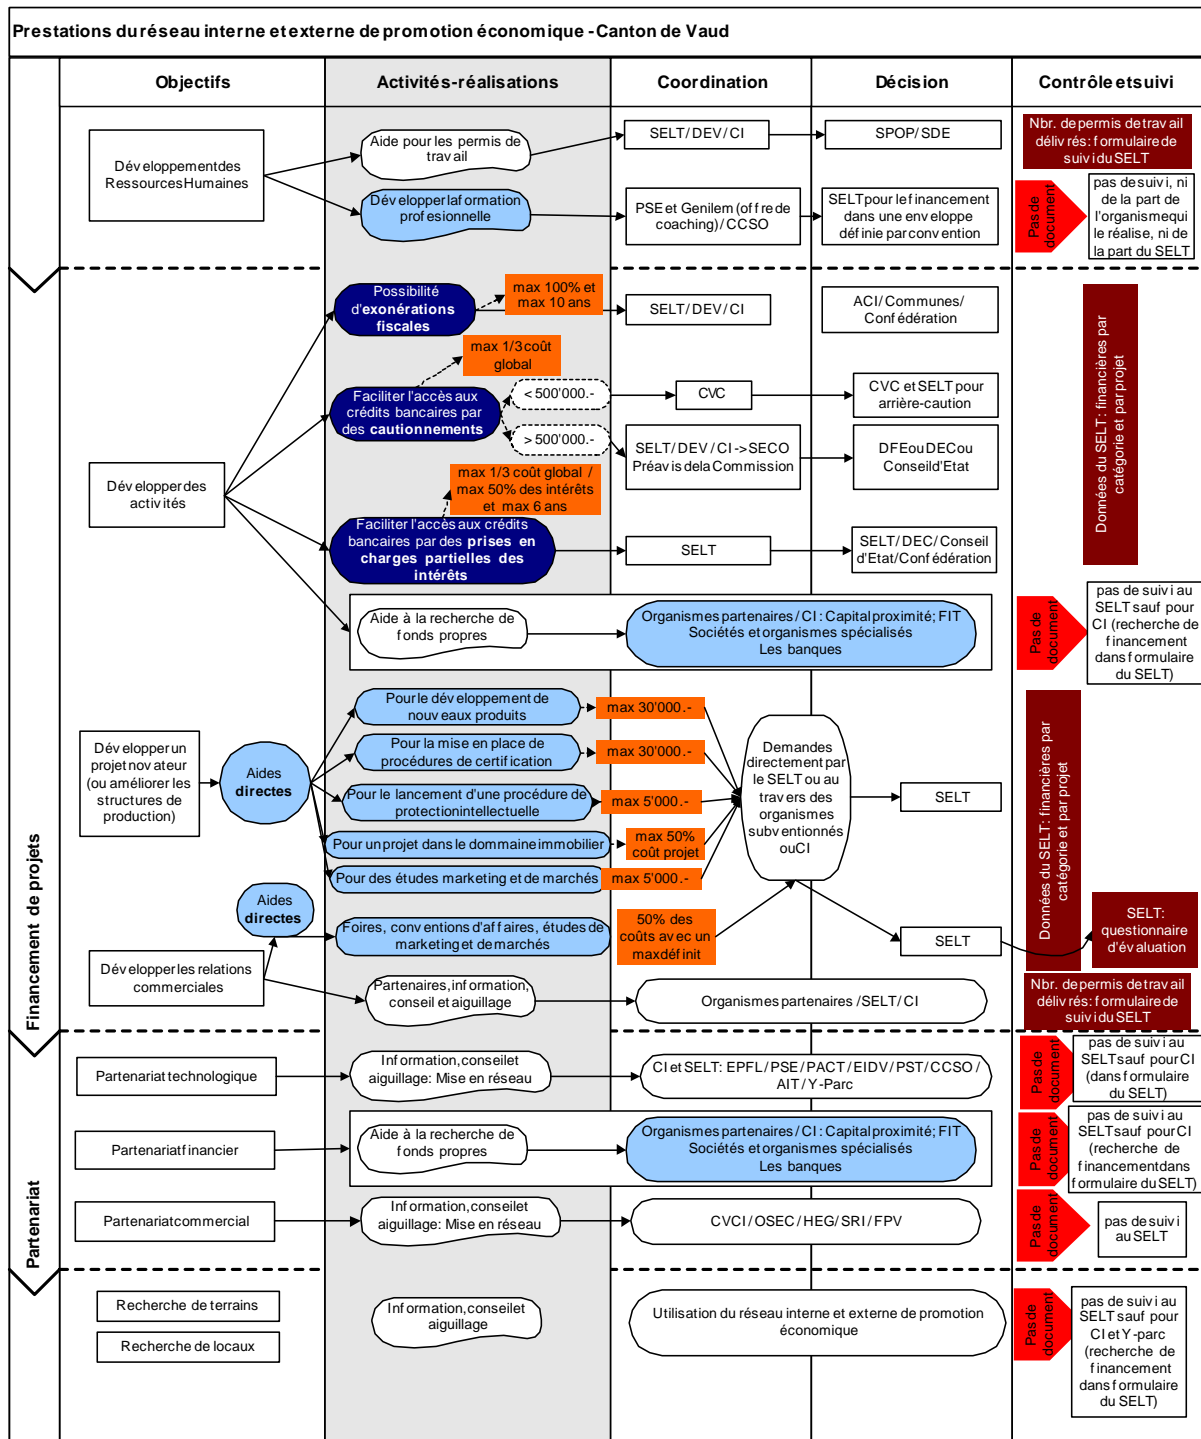 Prestations du réseau interne et externe de promotion économique - Canton de Vaud
Objectifs
Activités-réalisations
Coordination
Décision
Contrôle et suivi
Développement des
Ressources Humaines
Aide pour les permis de
travail
SELT/DEV/CI
SPOP/SDE
Nbr. de permis de travail
délivrés: formulaire de
suivi du SELT
Développer la formation
profesionnelle
PSE et Genilem (offre de
coaching)/CCSO
SELT pour le financement
dans une enveloppe
définie par convention
Pas de
document
pas de suivi, ni
de la part de
l'organisme qui
le réalise, ni de
la part du SELT
Financement de projets
Développer des
activités
Possibilité
d'exonérations
fiscales
max 100% et
max 10 ans
SELT/DEV/CI
ACI/Communes/
Confédération
Données du SELT: financières par
catégorie et par projet
max 1/3 coût
global
Faciliter l'accès aux
crédits bancaires par
des cautionnements
< 500'000.-
CVC
CVC et SELT pour
arrière-caution
> 500'000.-
SELT/DEV/CI->SECO
Préavis de la Commission
DFE ou DEC ou
Conseil d'Etat
max 1/3 coût global /
max 50% des intérêts
et max 6 ans
Faciliter l'accès aux crédits
bancaires par des prises en
charges partielles des
intérêts
SELT
SELT/DEC/Conseil
d'Etat/Confédération
Aide à la recherche de
fonds propres
Organismes partenaires / CI : Capital proximité; FIT
Sociétés et organismes spécialisés
Les banques
Pas de
document
pas de suivi au
SELT sauf pour
CI (recherche de
financement
dans formulaire
du SELT)
Développer un
projet novateur
(ou améliorer les
structures de
production)
Aides
directes
Pour le développement de
nouveaux produits
max 30'000.-
Pour la mise en place de
procédures de certification
max 30'000.-
Pour le lancement d'une procédure de
protection intellectuelle
max 5'000.-
Pour un projet dans le dommaine immobilier
max 50%
coût projet
Pour des études marketing et de marchés
max 5'000.-
Demandes
directement par
le SELT ou au
travers des
organismes
subventionnés
ou CI
SELT
Données du SELT: financières par
catégorie et par projet
Aides
directes
Foires, conventions d'affaires, études de
marketing et de marchés
50% des
coûts avec un
max définit
SELT
SELT:
questionnaire
d'évaluation
Développer les relations
commerciales
Partenaires, information,
conseil et aiguillage
Organismes partenaires /SELT/ CI
Nbr. de permis de travail
délivrés: formulaire de
suivi du SELT
Partenariat
Partenariat technologique
Information, conseil et
aiguillage: Mise en réseau
CI et SELT: EPFL/PSE/PACT/EIDV/PST/CCSO/
AIT/Y-Parc
Pas de
document
pas de suivi au
SELT sauf pour CI
(dans formulaire
du SELT)
Partenariat financier
Aide à la recherche de
fonds propres
Organismes partenaires / CI : Capital proximité; FIT
Sociétés et organismes spécialisés
Les banques
Pas de
document
pas de suivi au
SELT sauf pour CI
(recherche de
financement dans
formulaire du SELT)
Partenariat commercial
Information, conseil et
aiguillage: Mise en réseau
CVCI/OSEC/HEG/SRI/FPV
Pas de
document
pas de suivi
au SELT
Recherche de terrains
Recherche de locaux
Information, conseil et
aiguillage
Utilisation du réseau interne et externe de promotion
économique
Pas de
document
pas de suivi au
SELT sauf pour
CI et Y-parc
(recherche de
financement
dans formulaire
du SELT)